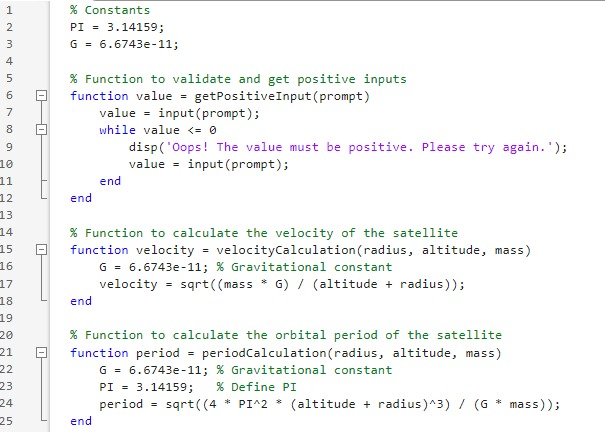 1 % Constants
2 PI = 3.14159;
3 G = 6.6743e-11;
4
5 % Function to validate and get positive inputs
6 function value = getPositiveInput(prompt)
7 value = input(prompt);
8 while value <= 0
9 disp('Oops! The value must be positive. Please try again.');
10 value = input(prompt);
11 end
12 end
13
14 % Function to calculate the velocity of the satellite
15 function velocity = velocityCalculation(radius, altitude, mass)
16 G = 6.6743e-11; % Gravitational constant
17 velocity = sqrt((mass * G) / (altitude + radius));
18 end
19
20 % Function to calculate the orbital period of the satellite
21 function period = periodCalculation(radius, altitude, mass)
22 G = 6.6743e-11; % Gravitational constant
23 PI = 3.14159; % Define PI
24 period = sqrt((4 * PI^2 * (altitude + radius)^3) / (G * mass));
25 end